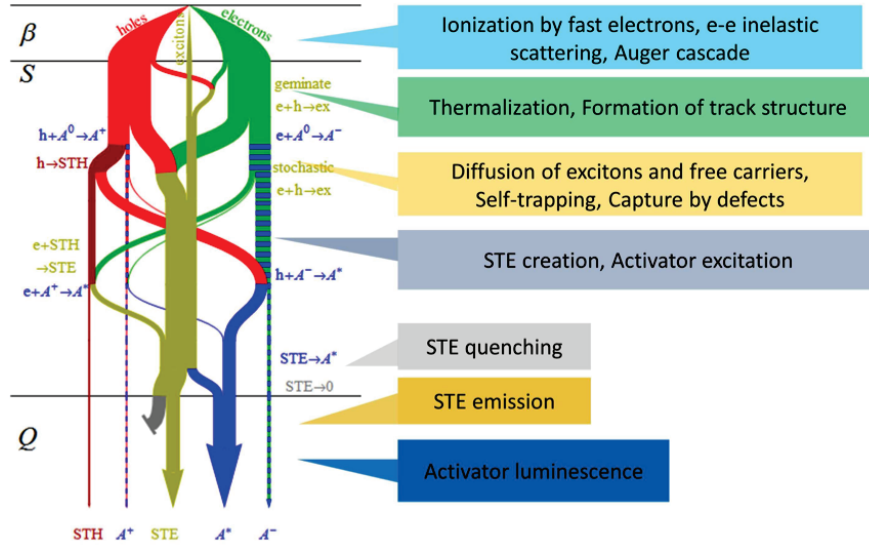 β
holes
excitons
electrons
Ionization by fast electrons, e-e inelastic
scattering, Auger cascade
S
geminate
e+h→ex
Thermalization, Formation of track structure
h+A⁰→A⁺
e+A⁰→A⁻
h→STH
stochastic
e+h→ex
Diffusion of excitons and free carriers,
Self-trapping, Capture by defects
e+STH
→STE
STE creation, Activator excitation
e+A⁺→A*
h+A⁻→A*
STE→A*
STE quenching
STE→0
STE emission
Q
Activator luminescence
STH A⁺ STE A* A⁻